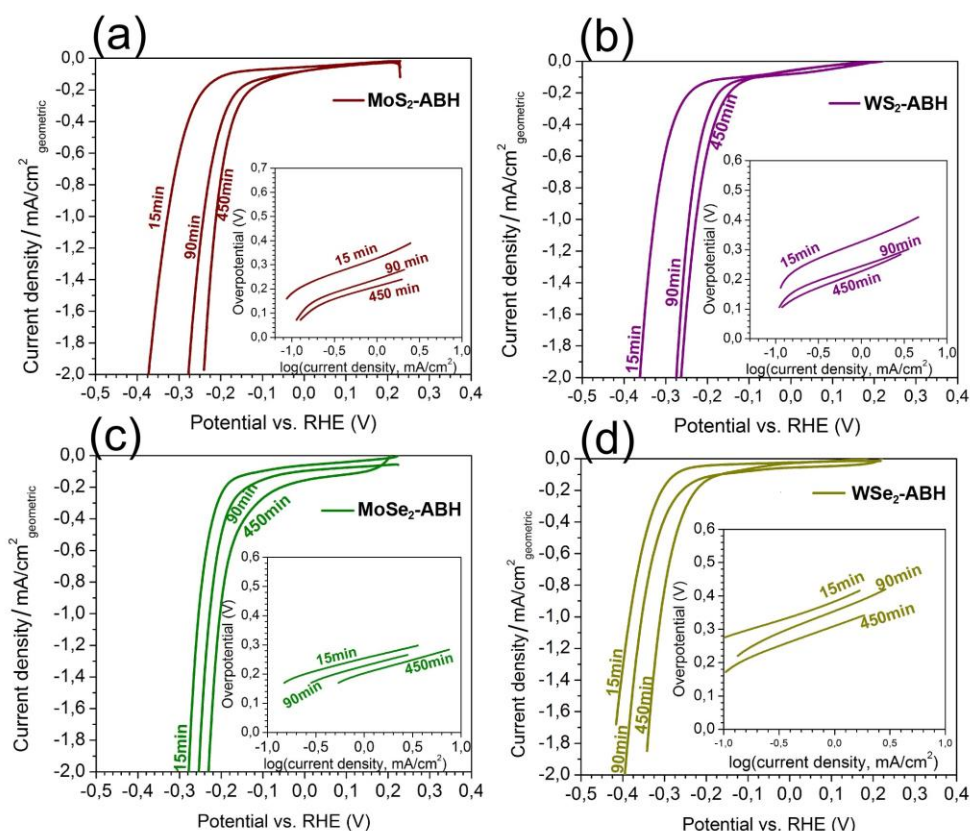 (a)
Current density/mA/cm²geometric
0,0
-0,2
-0,4
-0,6
-0,8
-1,0
-1,2
-1,4
-1,6
-1,8
-2,0
MoS₂-ABH
15min
90min
450min
Overpotential (V)
0,7
0,6
0,5
0,4
0,3
0,2
0,1
0,0
15 min
90 min
450 min
-1,0 -0,5 0,0 0,5 1,0
log(current density, mA/cm²)
-0,5 -0,4 -0,3 -0,2 -0,1 0,0 0,1 0,2 0,3 0,4
Potential vs. RHE (V)
(b)
Current density/mA/cm²geometric
0,0
-0,2
-0,4
-0,6
-0,8
-1,0
-1,2
-1,4
-1,6
-1,8
-2,0
WS₂-ABH
450min
90min
15min
Overpotential (V)
0,6
0,5
0,4
0,3
0,2
0,1
0,0
15min
90min
450min
-1,0 -0,5 0,0 0,5 1,0
log(current density, mA/cm²)
-0,5 -0,4 -0,3 -0,2 -0,1 0,0 0,1 0,2 0,3 0,4
Potential vs. RHE (V)
(c)
Current density/mA/cm²geometric
0,0
-0,2
-0,4
-0,6
-0,8
-1,0
-1,2
-1,4
-1,6
-1,8
-2,0
MoSe₂-ABH
90min
450min
15min
Overpotential (V)
0,6
0,5
0,4
0,3
0,2
0,1
0,0
15min
90min
450min
-1,0 -0,5 0,0 0,5 1,0
log(current density, mA/cm²)
-0,5 -0,4 -0,3 -0,2 -0,1 0,0 0,1 0,2 0,3 0,4
Potential vs. RHE (V)
(d)
Current density/mA/cm²geometric
0,0
-0,2
-0,4
-0,6
-0,8
-1,0
-1,2
-1,4
-1,6
-1,8
-2,0
WSe₂-ABH
15min
450min
90min
Overpotential (V)
0,6
0,5
0,4
0,3
0,2
0,1
0,0
15min
90min
450min
-1,0 -0,5 0,0 0,5 1,0
log(current density, mA/cm²)
-0,5 -0,4 -0,3 -0,2 -0,1 0,0 0,1 0,2 0,3 0,4
Potential vs. RHE (V)